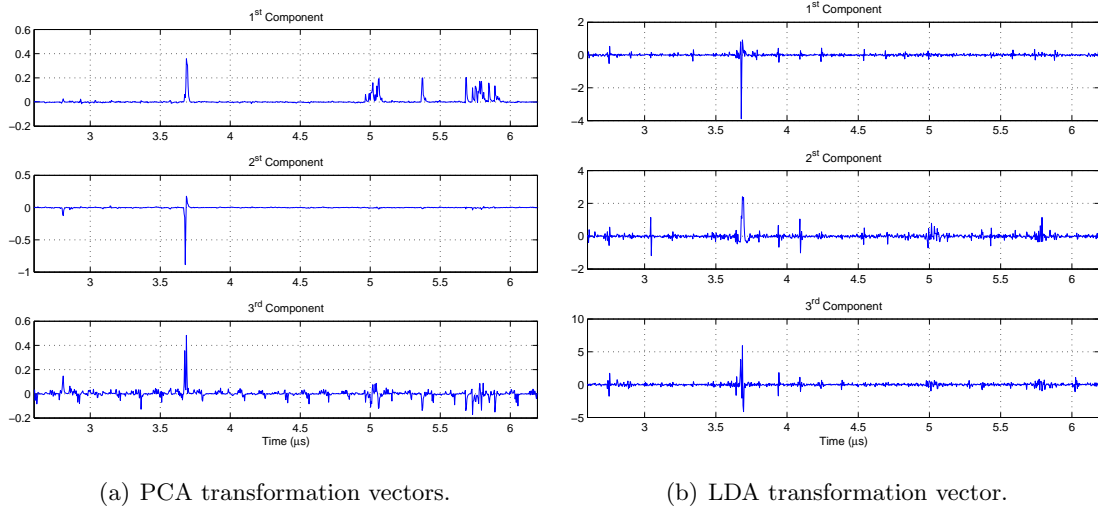 1st Component
0.6
0.4
0.2
0
−0.2
3 3.5 4 4.5 5 5.5 6
2st Component
0.5
0
−0.5
−1
3 3.5 4 4.5 5 5.5 6
3rd Component
0.6
0.4
0.2
0
−0.2
3 3.5 4 4.5 5 5.5 6
Time (μs)
(a) PCA transformation vectors.
1st Component
2
0
−2
−4
3 3.5 4 4.5 5 5.5 6
2st Component
4
2
0
−2
3 3.5 4 4.5 5 5.5 6
3rd Component
10
5
0
−5
3 3.5 4 4.5 5 5.5 6
Time (μs)
(b) LDA transformation vector.